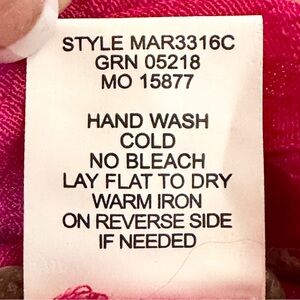 STYLE MAR3316C
GRN 05218
MO 15877
HAND WASH
COLD
NO BLEACH
LAY FLAT TO DRY
WARM IRON
ON REVERSE SIDE
IF NEEDED